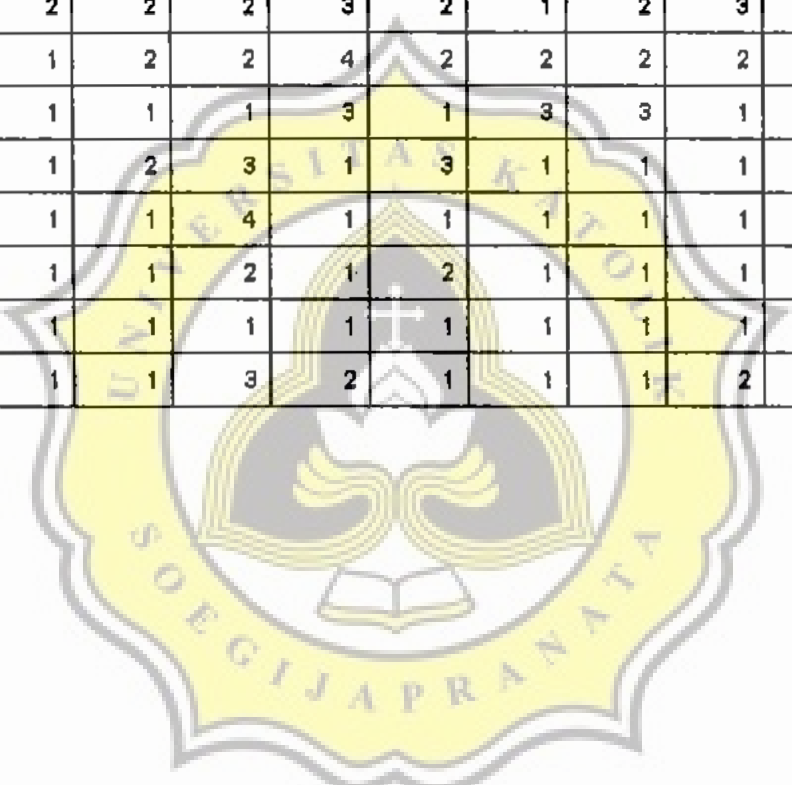 2 2 2 3 2 1 2 3
1 2 2 4 2 2 2 2
1 1 1 3 1 3 3 1
1 2 3 1 3 1 1 1
1 1 4 1 1 1 1 1
1 1 2 1 2 1 1 1
1 1 1 1 1 1 1 1
1 1 3 2 1 1 1 2
UNIVERSITAS KATOLIK
SOEGIJAPRANATA